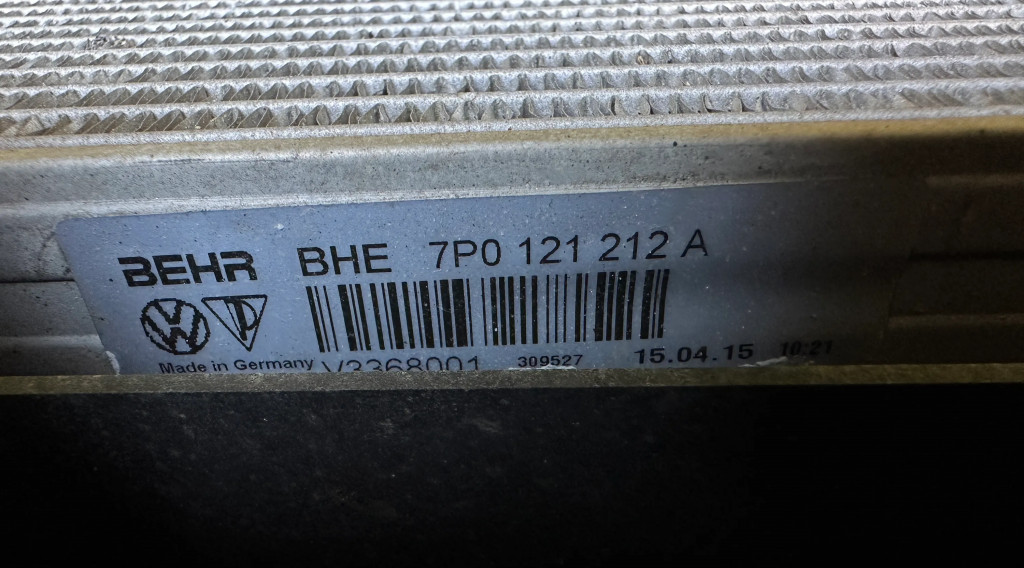 BEHR BHE 7P0 121 212 A
Made in Germany V3368001 309527 15.04.15 10:21